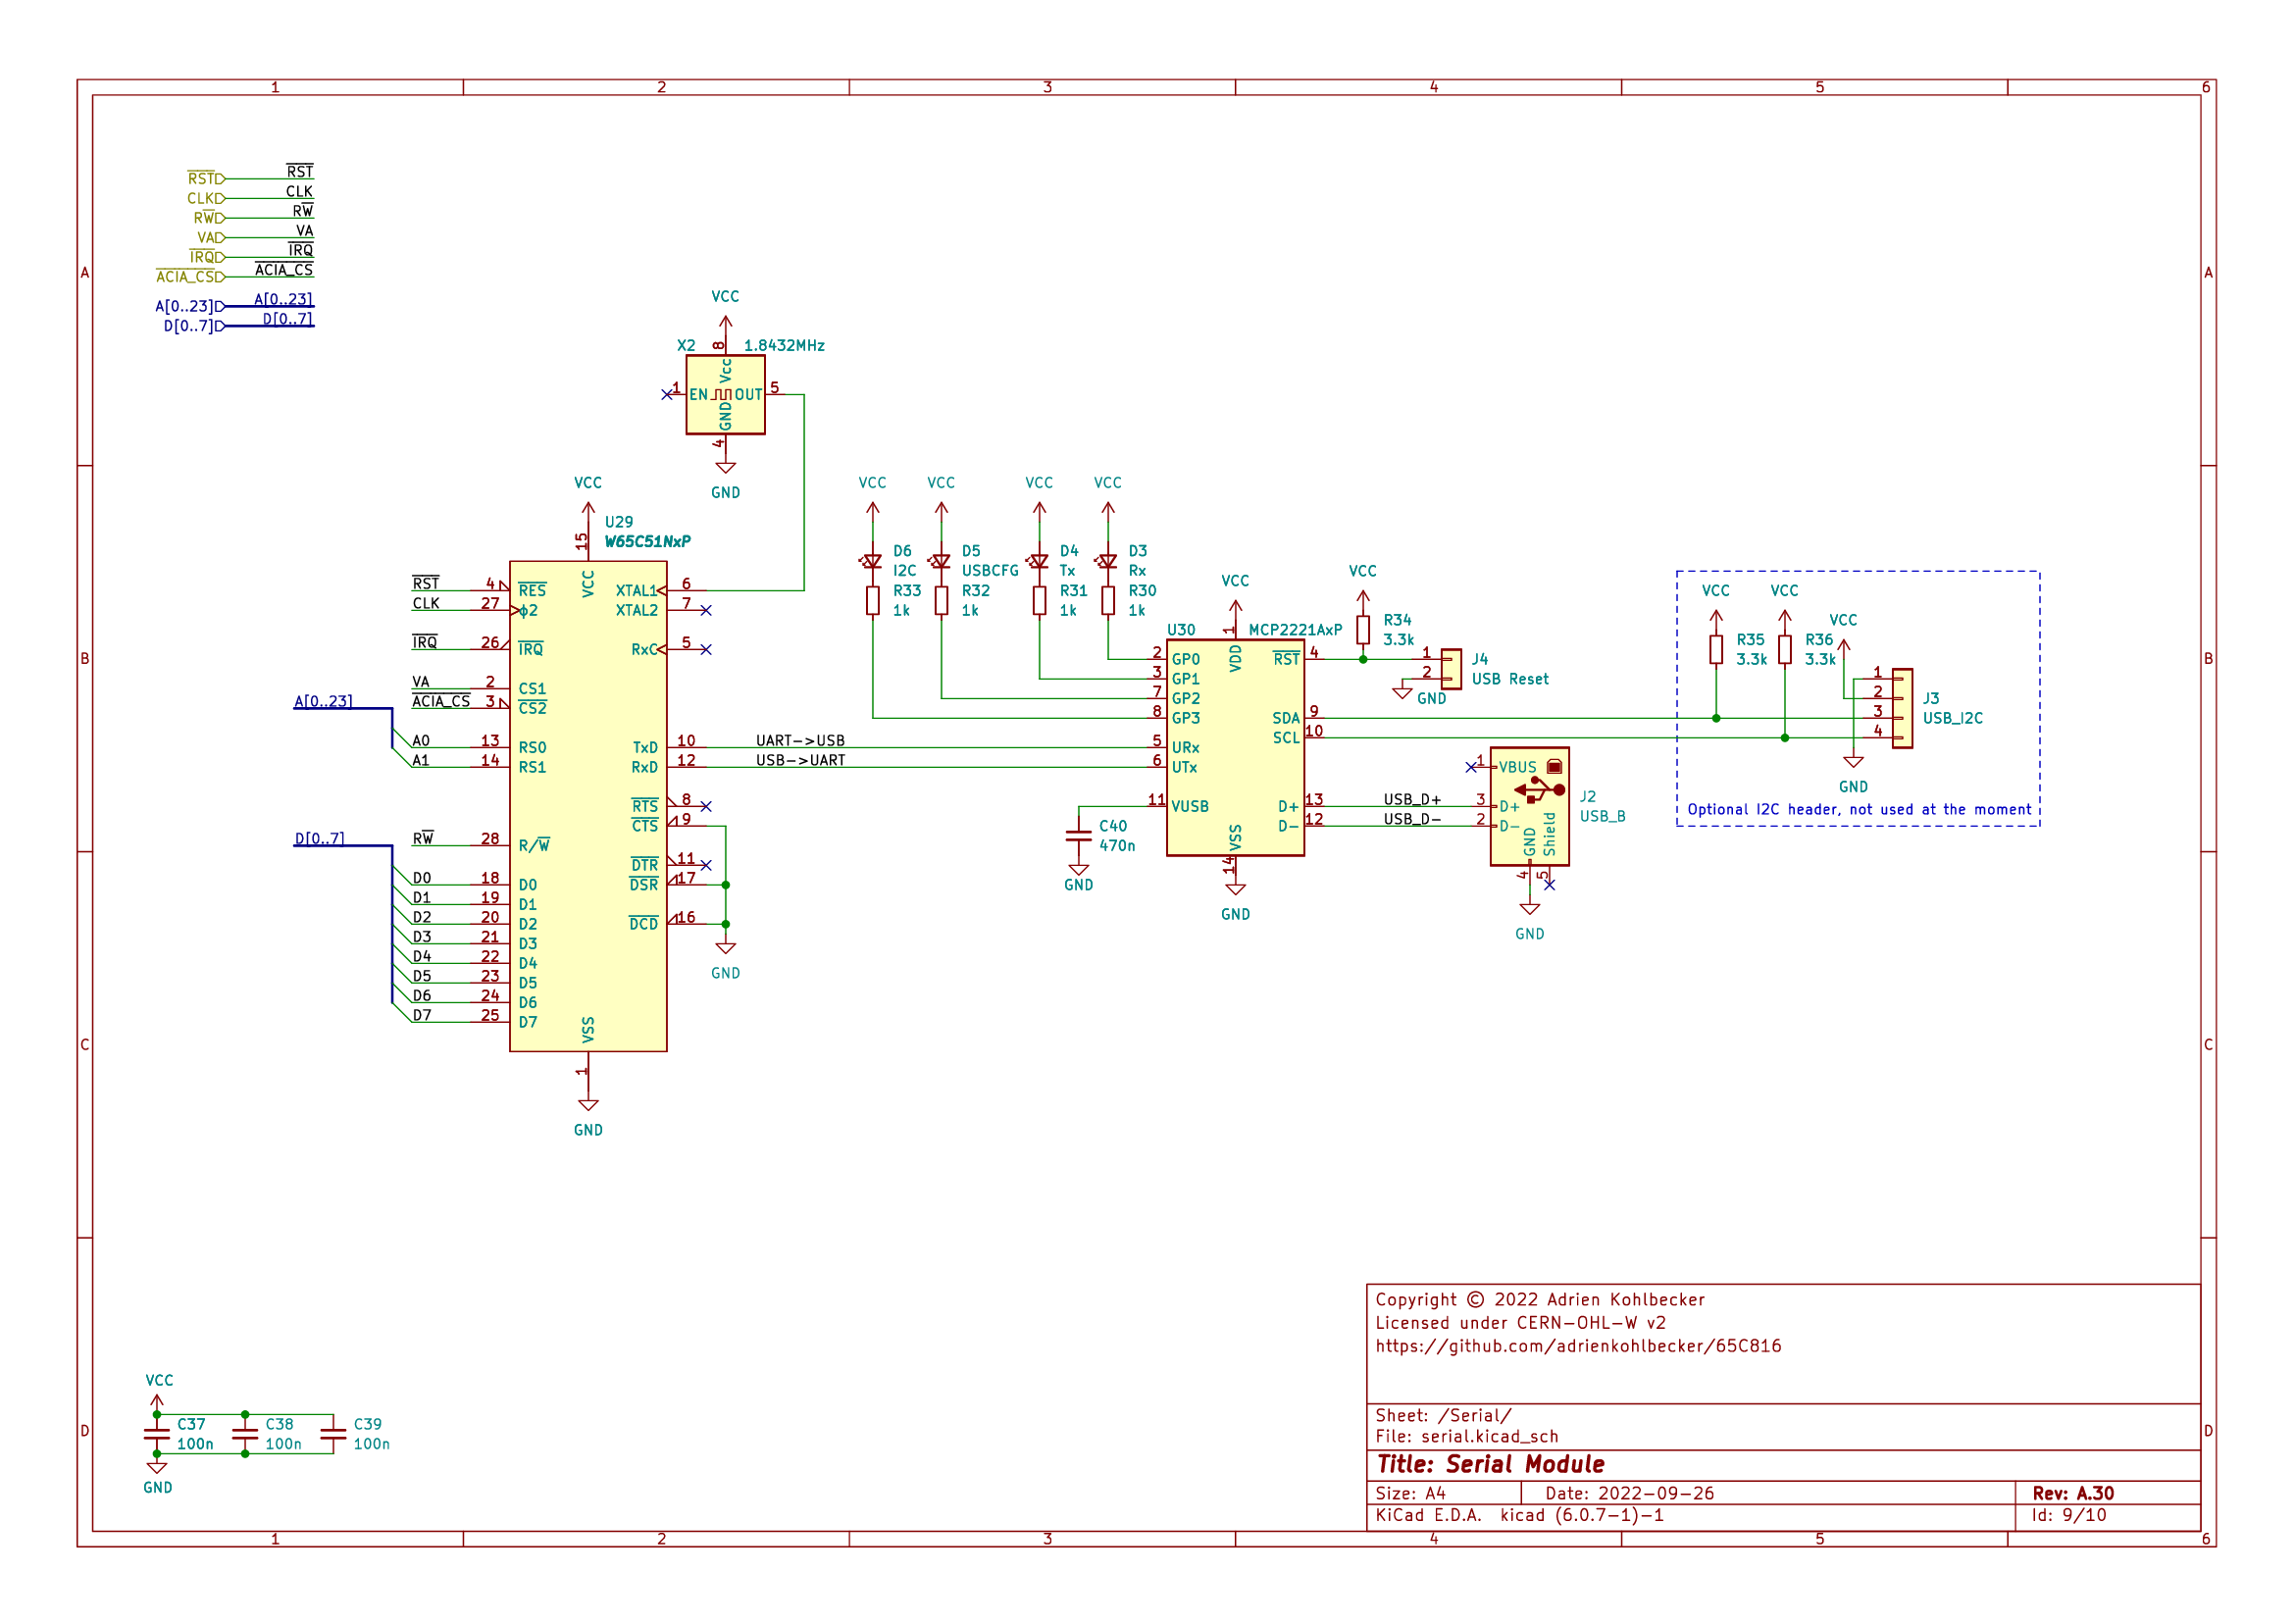 1 2 3 4 5 6
A A
B B
C C
D D
RST RST
CLK CLK
RW RW
VA VA
IRQ IRQ
ACIA_CS ACIA_CS
A[0..23] A[0..23]
D[0..7] D[0..7]
VCC
X2 1.8432MHz
8 Vcc
1 EN OUT 5
GND 4
GND
VCC
U29
W65C51NxP
15 VCC
RST 4 RES XTAL1 6
CLK 27 ϕ2 XTAL2 7
IRQ 26 IRQ RxC 5
VA 2 CS1
A[0..23] ACIA_CS 3 CS2
A0 13 RS0 TxD 10 UART->USB
A1 14 RS1 RxD 12 USB->UART
RTS 8
CTS 9
D[0..7] RW 28 R/W
DTR 11
D0 18 D0 DSR 17
D1 19 D1
D2 20 D2 DCD 16
D3 21 D3
D4 22 D4
D5 23 D5
D6 24 D6
D7 25 D7
GND
VSS
1
GND
VCC VCC VCC VCC
D6 D5 D4 D3
I2C USBCFG Tx Rx
R33 R32 R31 R30
1k 1k 1k 1k
VCC
U30 MCP2221AxP
1 VDD
2 GP0 RST 4
3 GP1
7 GP2
8 GP3 SDA 9
SCL 10
5 URx
6 UTx
11 VUSB D+ 13 USB_D+
D- 12 USB_D-
VSS 14
GND
C40
470n
GND
VCC
R34
3.3k
1 J4
2 USB Reset
GND
1 VBUS
3 D+
2 D-
GND Shield
4 5
J2
USB_B
GND
VCC VCC VCC
R35 R36
3.3k 3.3k
1
2 J3
3 USB_I2C
4
GND
Optional I2C header, not used at the moment
VCC
C37 C38 C39
100n 100n 100n
GND
Copyright © 2022 Adrien Kohlbecker
Licensed under CERN-OHL-W v2
https://github.com/adrienkohlbecker/65C816
Sheet: /Serial/
File: serial.kicad_sch
Title: Serial Module
Size: A4 Date: 2022-09-26 Rev: A.30
KiCad E.D.A. kicad (6.0.7-1)-1 Id: 9/10
1 2 3 4 5 6